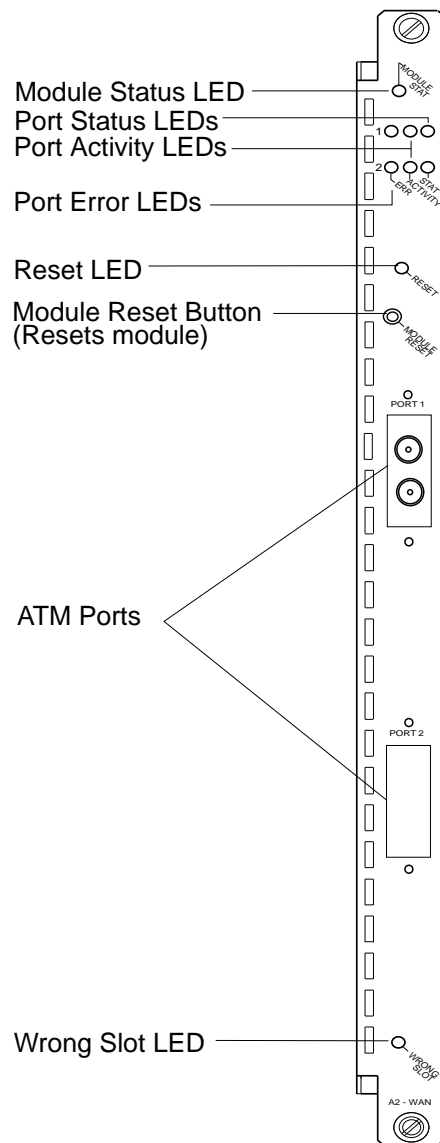 Module Status LED
MODULE
STAT
Port Status LEDs
1
Port Activity LEDs
2
ERR
ACTIVITY
STAT
Port Error LEDs
Reset LED
RESET
Module Reset Button
(Resets module)
MODULE
RESET
PORT 1
ATM Ports
PORT 2
Wrong Slot LED
WRONG
SLOT
A2 - WAN